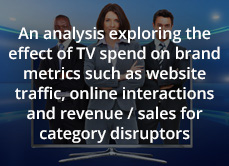 An analysis exploring the
effect of TV spend on brand
metrics such as website
traffic, online interactions
and revenue / sales for
category disruptors